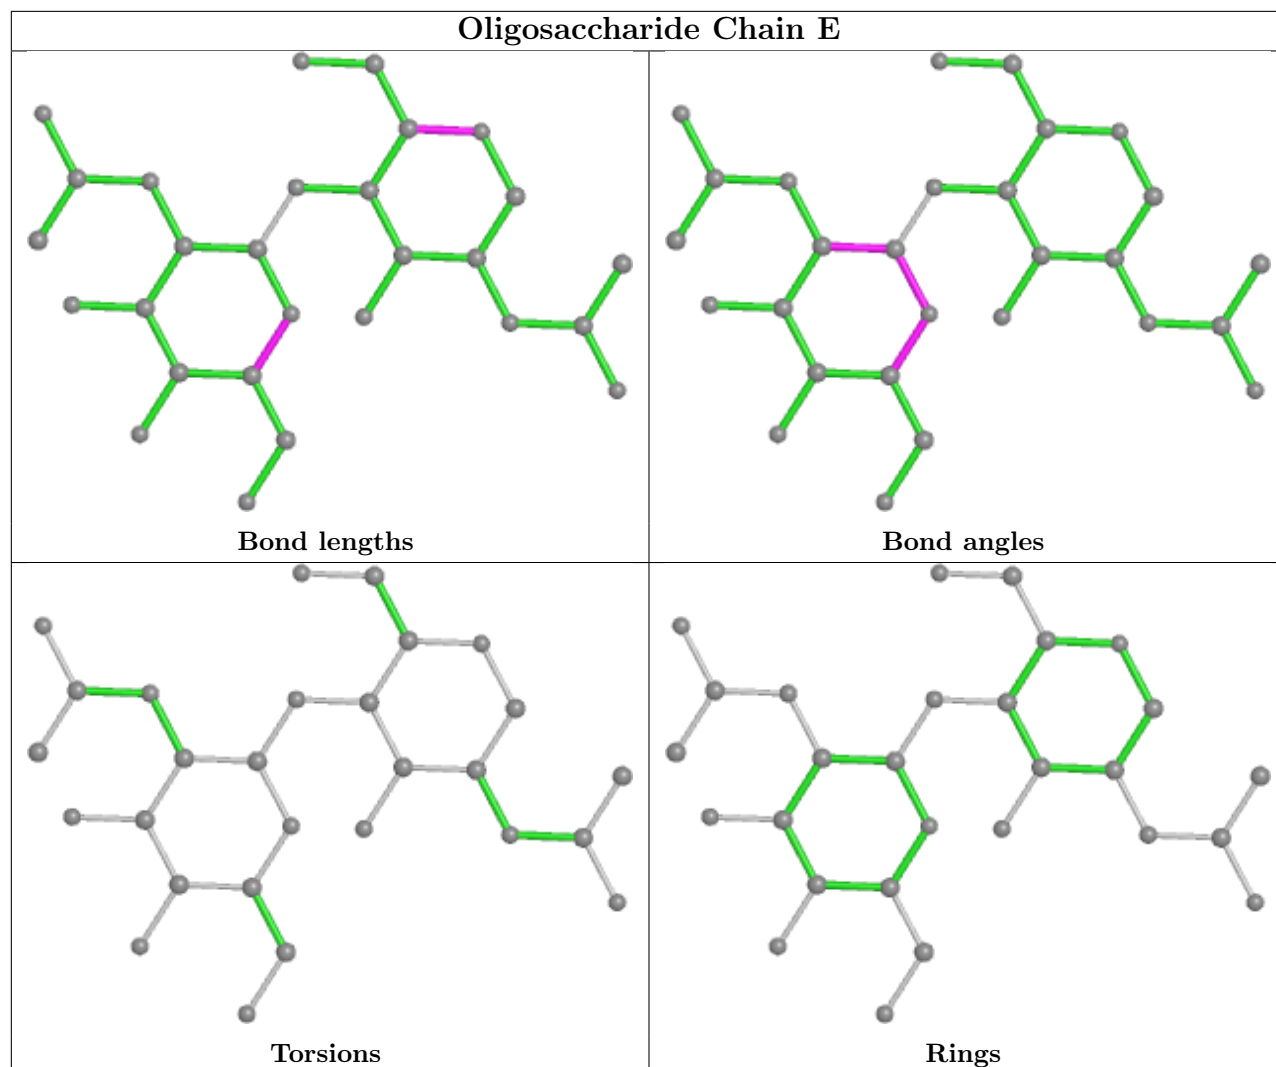 Oligosaccharide Chain E
Bond lengths
Bond angles
Torsions
Rings